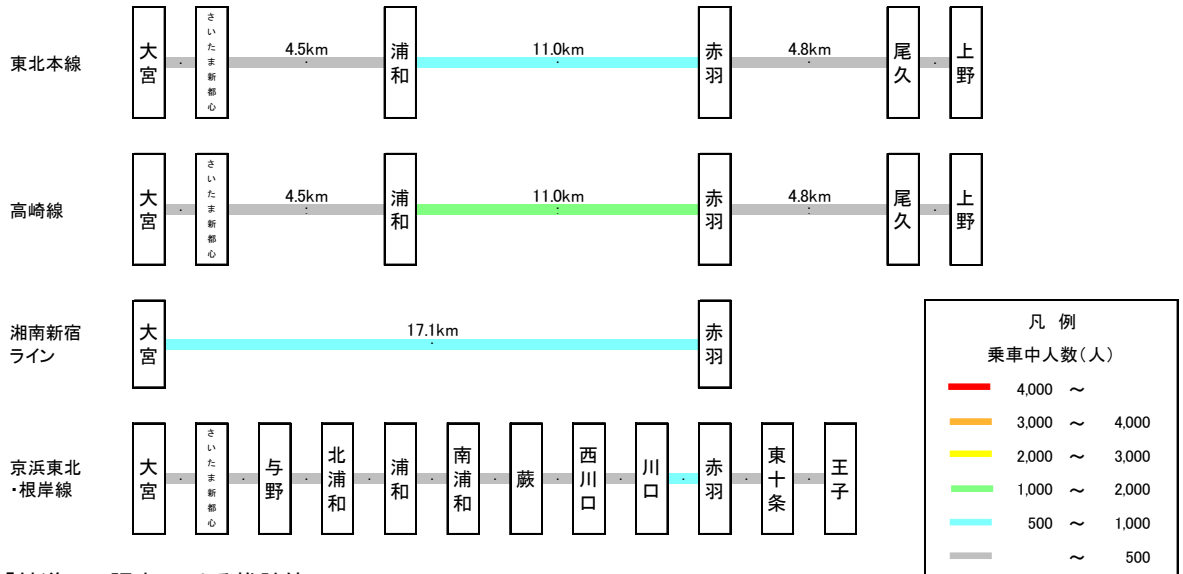 東北本線
大宮
さいたま新都心
4.5km
浦和
11.0km
赤羽
4.8km
尾久
上野
高崎線
大宮
さいたま新都心
4.5km
浦和
11.0km
赤羽
4.8km
尾久
上野
湘南新宿
ライン
大宮
17.1km
赤羽
京浜東北
・根岸線
大宮
さいたま新都心
与野
北浦和
浦和
南浦和
蕨
西川口
川口
赤羽
東十条
王子
凡 例
乗車中人数(人)
4,000 ~
3,000 ~ 4,000
2,000 ~ 3,000
1,000 ~ 2,000
500 ~ 1,000
~ 500